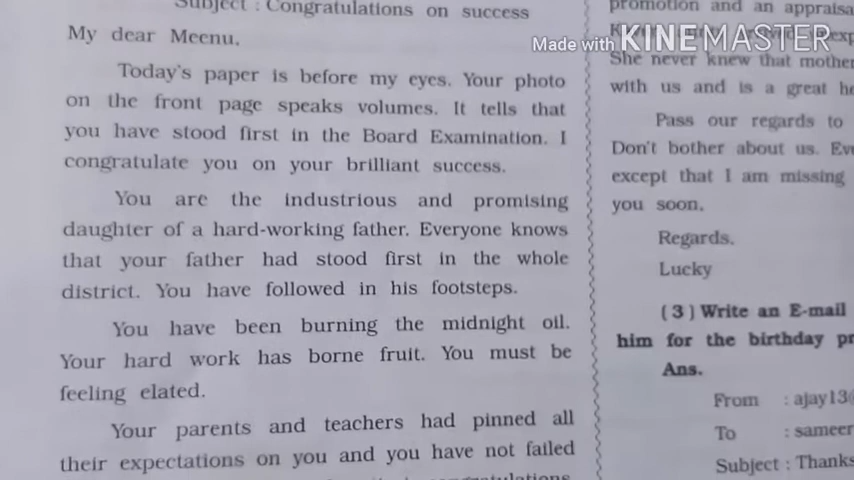 Subject : Congratulations on success
My dear Meenu,
Today's paper is before my eyes. Your photo
on the front page speaks volumes. It tells that
you have stood first in the Board Examination. I
congratulate you on your brilliant success.
You are the industrious and promising
daughter of a hard-working father. Everyone knows
that your father had stood first in the whole
district. You have followed in his footsteps.
You have been burning the midnight oil.
Your hard work has borne fruit. You must be
feeling elated.
Your parents and teachers had pinned all
their expectations on you and you have not failed
congratulations
promotion and an appraisa
Made with KINEMASTER
She never knew that mother
with us and is a great he
Pass our regards to
Don't bother about us. Eve
except that I am missing
you soon.
Regards.
Lucky
(3) Write an E-mail
him for the birthday pr
Ans.
From : ajay13@
To : sameer
Subject : Thanks